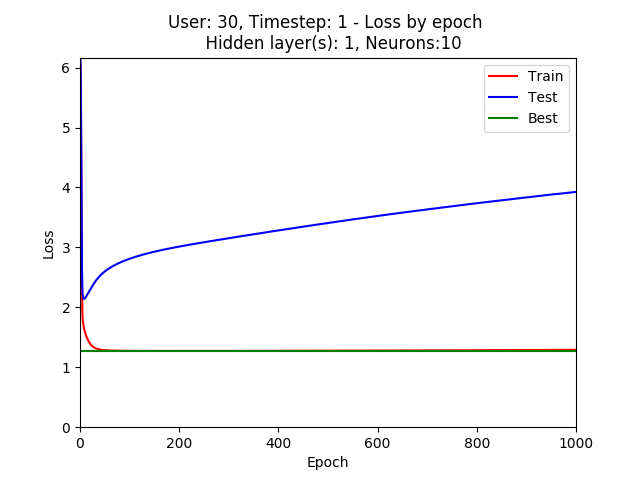 User: 30, Timestep: 1 - Loss by epoch
Hidden layer(s): 1, Neurons:10
Train
Test
Best
6
5
4
3
2
1
0
Loss
0 200 400 600 800 1000
Epoch